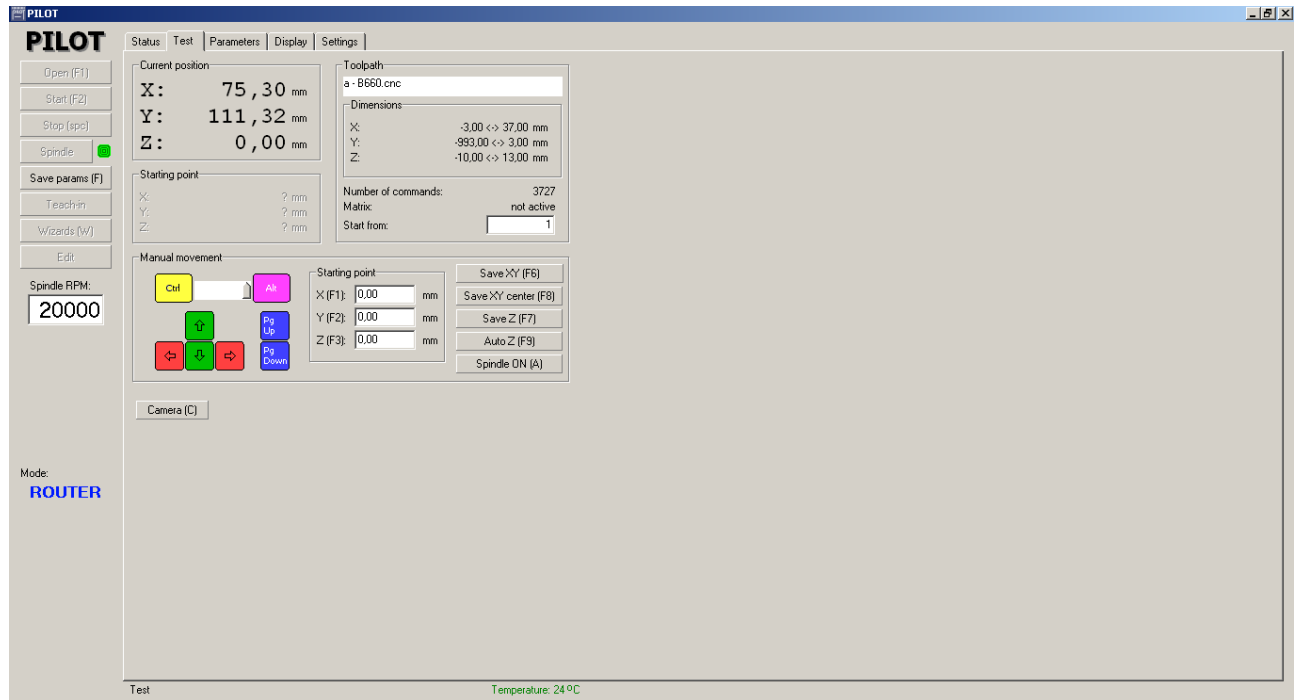 PILOT
PILOT
Open (F1)
Start (F2)
Stop (spc)
Spindle
Save params (F)
Teach-in
Wizards (W)
Edit
Spindle RPM:
20000
Mode:
ROUTER
Status Test Parameters Display Settings
Current position
X: 75,30 mm
Y: 111,32 mm
Z: 0,00 mm
Starting point
X: ? mm
Y: ? mm
Z: ? mm
Toolpath
a - B660.cnc
Dimensions
X: -3,00 <-> 37,00 mm
Y: -993,00 <-> 3,00 mm
Z: -10,00 <-> 13,00 mm
Number of commands: 3727
Matrix: not active
Start from: 1
Manual movement
Ctrl Alt
Pg Up
Pg Down
Starting point
X (F1): 0,00 mm
Y (F2): 0,00 mm
Z (F3): 0,00 mm
Save XY (F6)
Save XY center (F8)
Save Z (F7)
Auto Z (F9)
Spindle ON (A)
Camera (C)
Test Temperature: 24 ºC